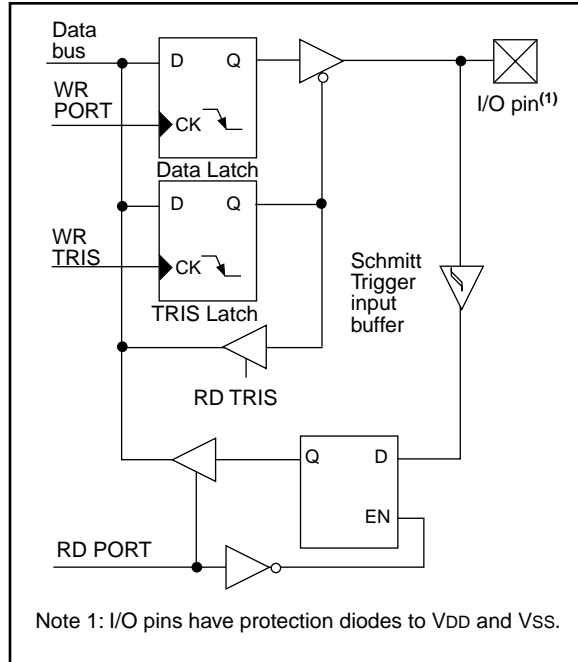 Data
bus
D Q
WR
PORT
CK
I/O pin(1)
Data Latch
D Q
WR
TRIS
CK
Schmitt
Trigger
input
buffer
TRIS Latch
RD TRIS
Q D
EN
RD PORT
Note 1: I/O pins have protection diodes to VDD and VSS.